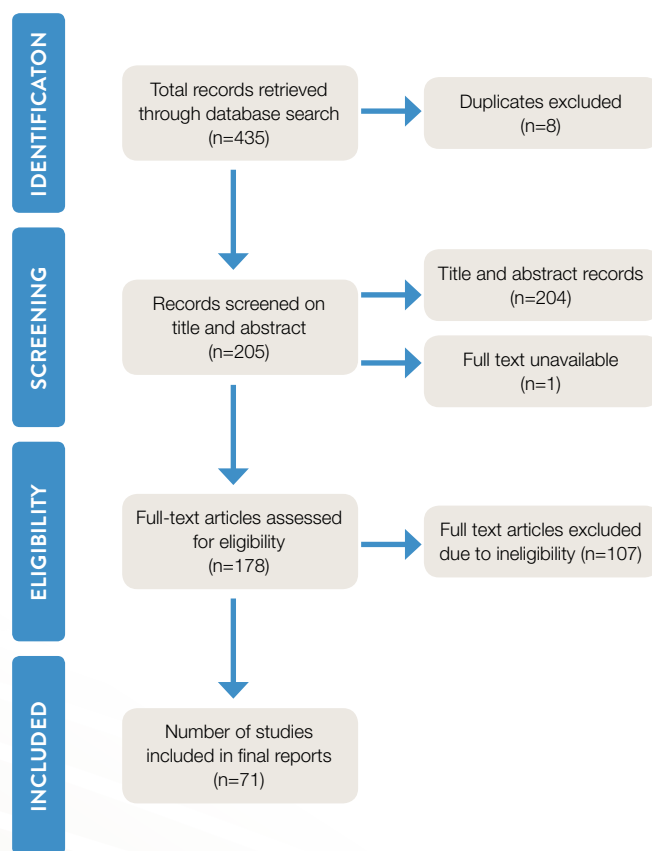 IDENTIFICATON
Total records retrieved
through database search
(n=435)
Duplicates excluded
(n=8)
SCREENING
Records screened on
title and abstract
(n=205)
Title and abstract records
(n=204)
Full text unavailable
(n=1)
ELIGIBILITY
Full-text articles assessed
for eligibility
(n=178)
Full text articles excluded
due to ineligibility (n=107)
INCLUDED
Number of studies
included in final reports
(n=71)